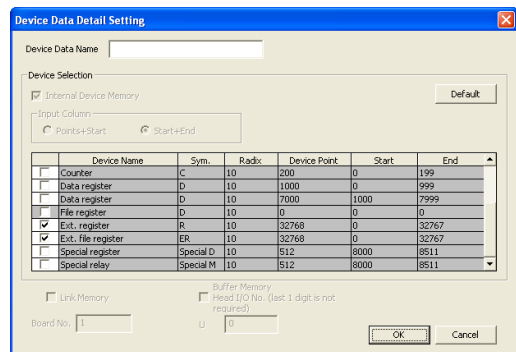 Device Data Detail Setting
Device Data Name
Device Selection
Internal Device Memory
Default
Input Column
Points+Start Start+End
Device Name Sym. Radix Device Point Start End
Counter C 10 200 0 199
Data register D 10 1000 0 999
Data register D 10 7000 1000 7999
File register D 10 0 0 0
Ext. register R 10 32768 0 32767
Ext. file register ER 10 32768 0 32767
Special register Special D 10 512 8000 8511
Special relay Special M 10 512 8000 8511
Link Memory
Board No. 1
Buffer Memory
Head I/O No. (last 1 digit is not
required)
U 0
OK Cancel